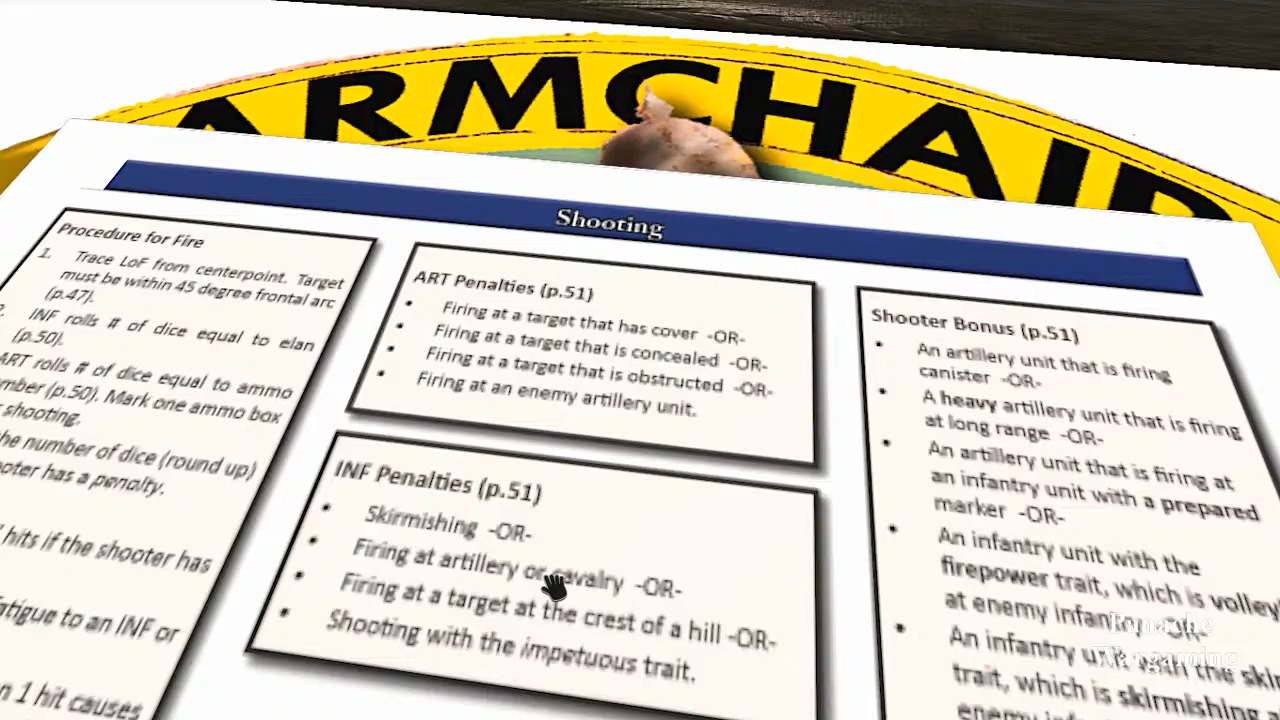 ARMCHAIR
Shooting
Procedure for Fire
1. Trace LoF from centerpoint. Target
must be within 45 degree frontal arc
(p.47).
INF rolls # of dice equal to elan
(p.50).
ART rolls # of dice equal to ammo
number (p.50). Mark one ammo box
shooting.
the number of dice (round up)
shooter has a penalty.
hits if the shooter has
fatigue to an INF or
1 hit causes
ART Penalties (p.51)
• Firing at a target that has cover -OR-
• Firing at a target that is concealed -OR-
• Firing at a target that is obstructed -OR-
• Firing at an enemy artillery unit.
INF Penalties (p.51)
• Skirmishing -OR-
• Firing at artillery or cavalry -OR-
• Firing at a target at the crest of a hill -OR-
• Shooting with the impetuous trait.
Shooter Bonus (p.51)
• An artillery unit that is firing
canister -OR-
• A heavy artillery unit that is firing
at long range -OR-
• An artillery unit that is firing at
an infantry unit with a prepared
marker -OR-
• An infantry unit with the
firepower trait, which is volley
at enemy infantry -OR-
• An infantry unit with the
trait, which is skirmishing
enemy
Wargaming